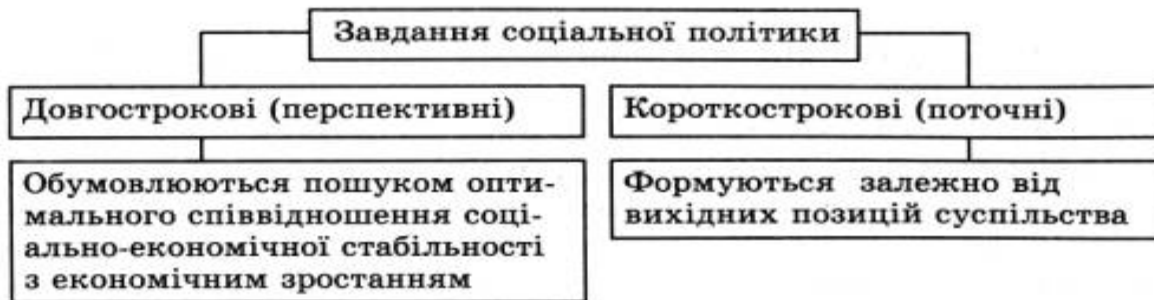 Завдання соціальної політики
Довгострокові (перспективні)
Обумовлюються пошуком опти-
мального співвідношення соці-
ально-економічної стабільності
з економічним зростанням
Короткострокові (поточні)
Формуються залежно від
вихідних позицій суспільства